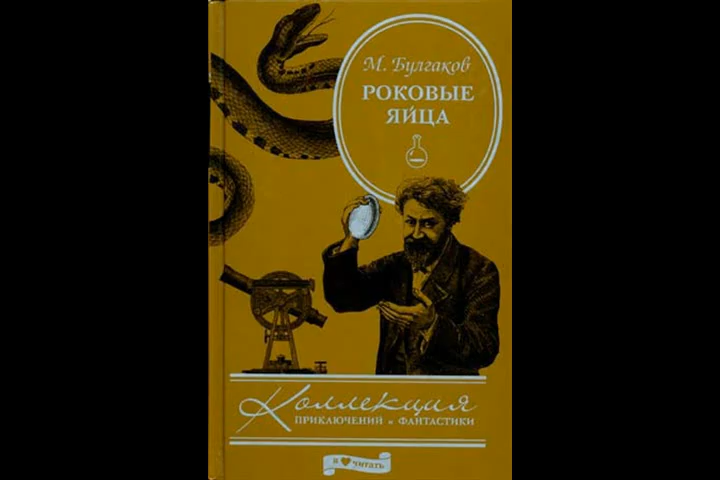 М. Булгаков
РОКОВЫЕ
ЯЙЦА
Коллекция
ПРИКЛЮЧЕНИЙ и ФАНТАСТИКИ
я ♥ читать